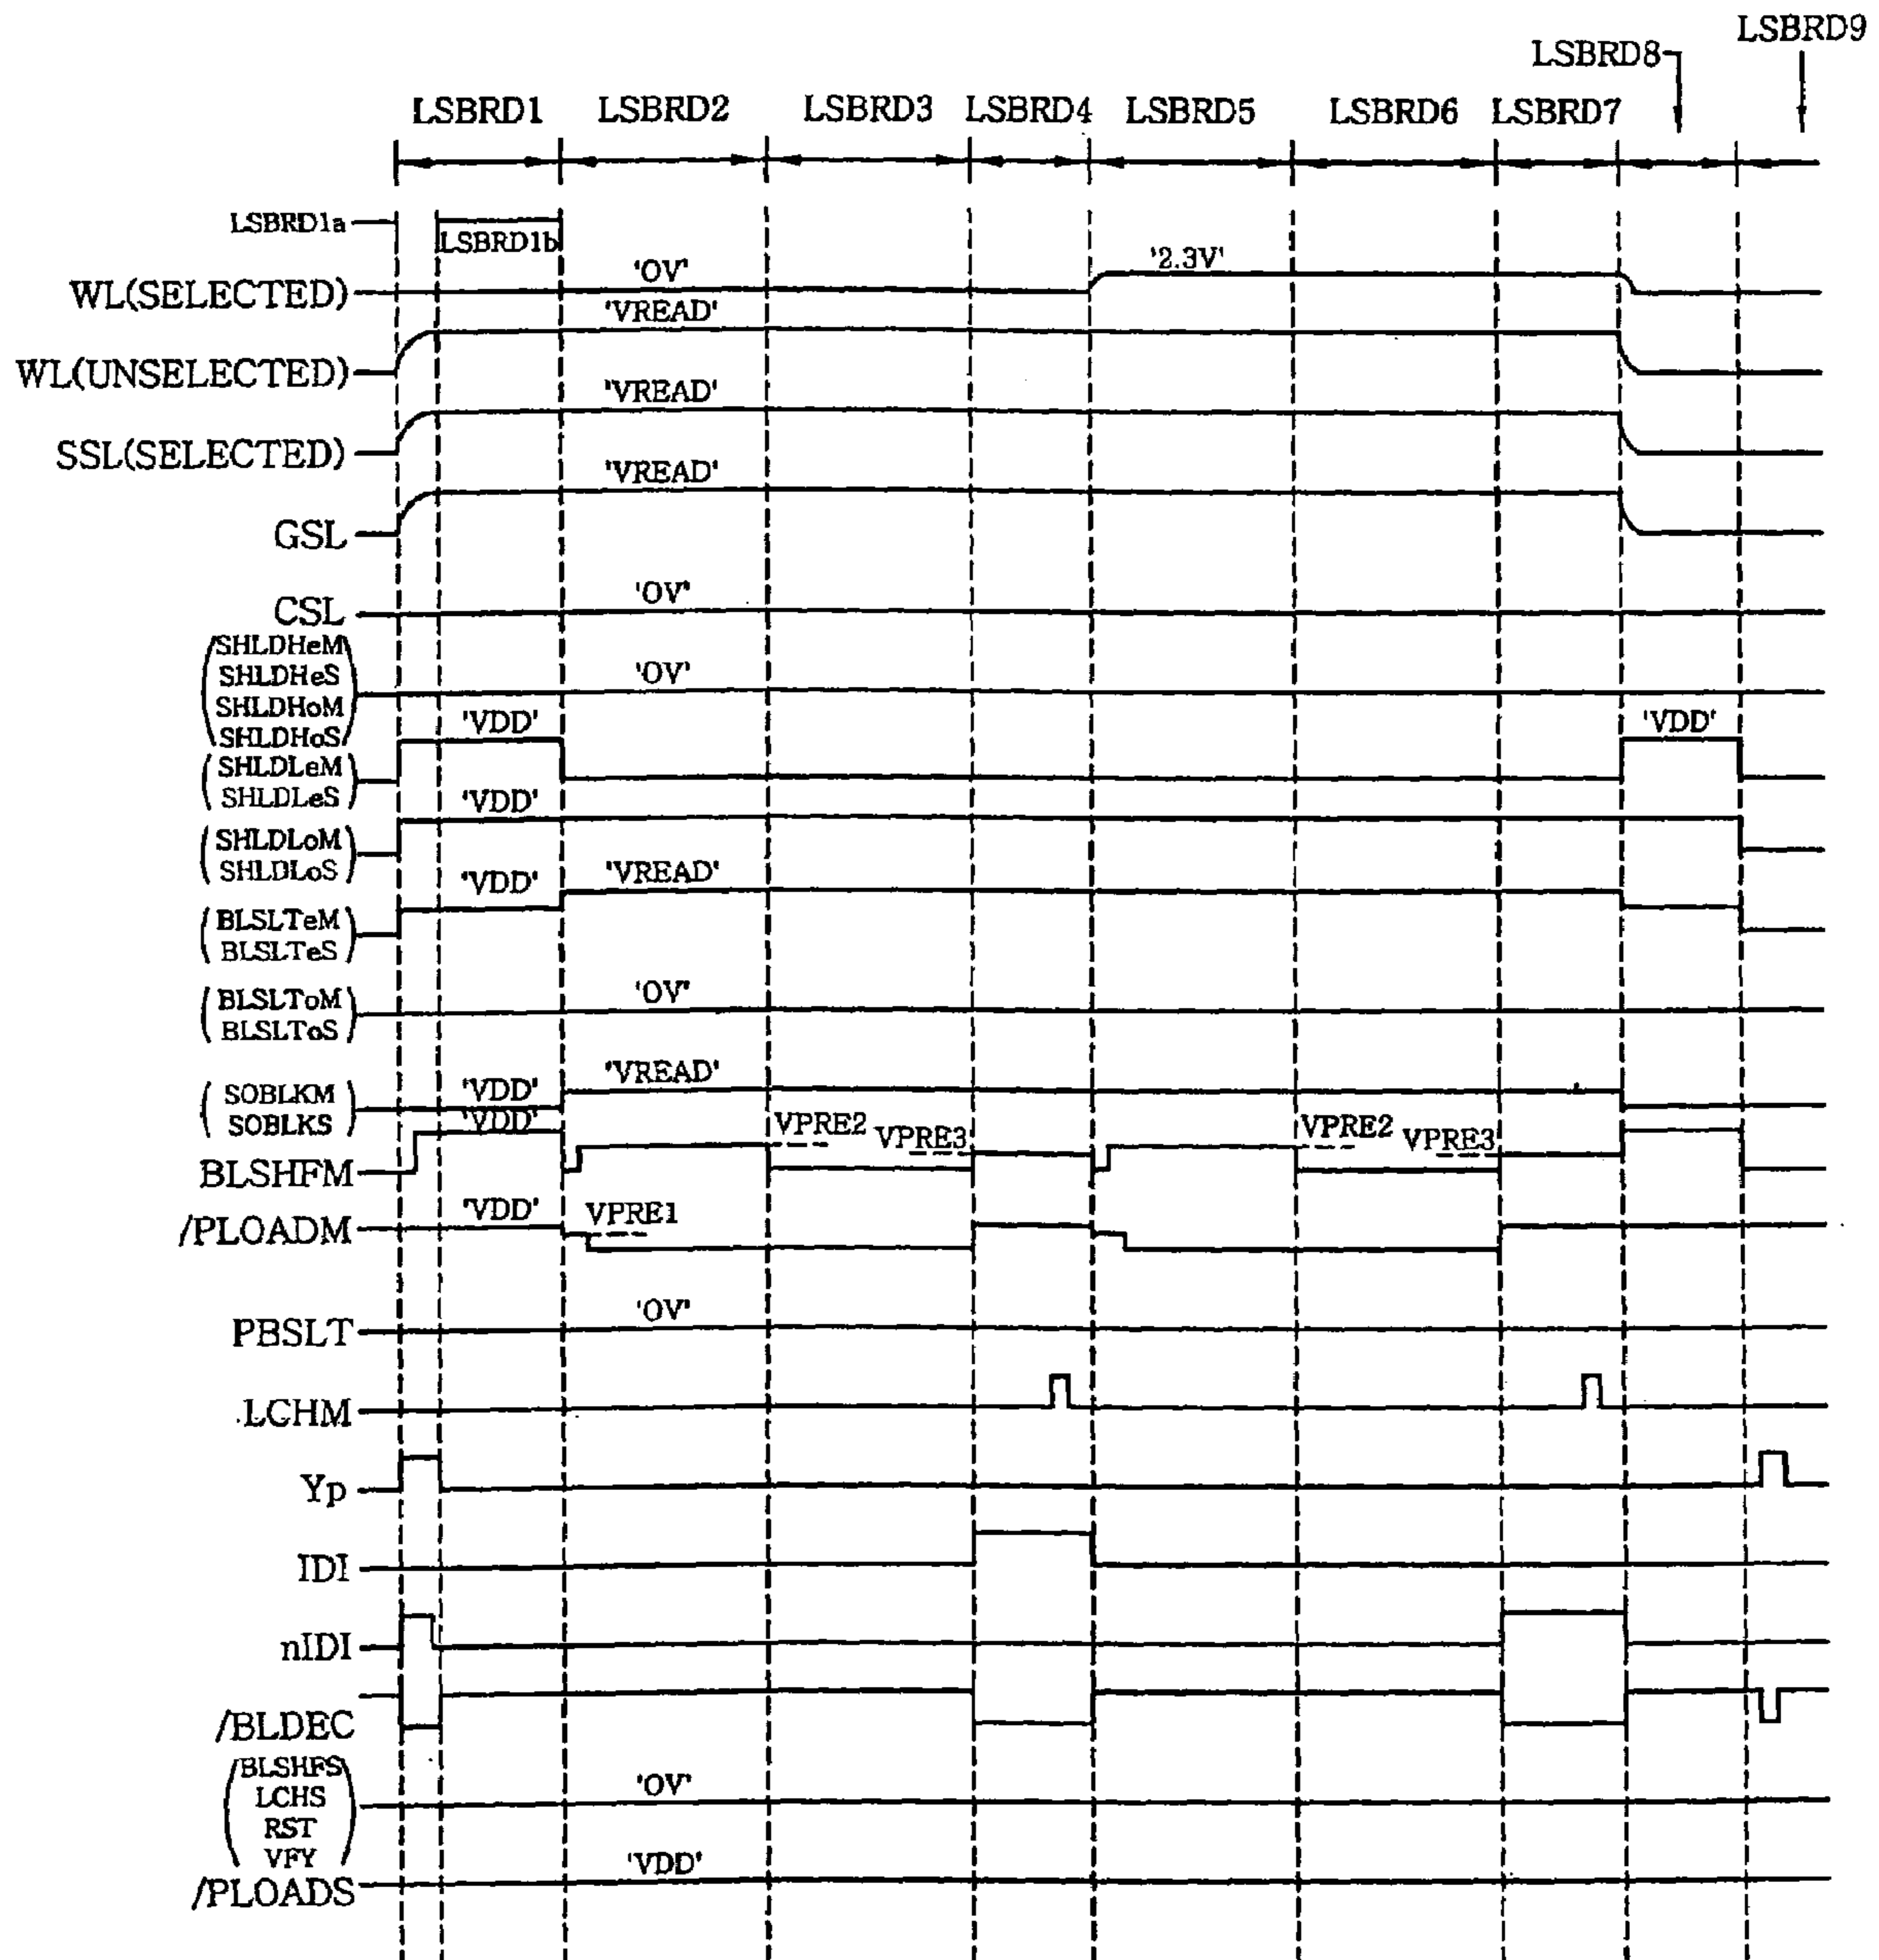 LSBRD9
LSBRD8
LSBRD1 LSBRD2 LSBRD3 LSBRD4 LSBRD5 LSBRD6 LSBRD7
LSBRD1a
LSBRD1b
WL(SELECTED) '0V' '2.3V'
WL(UNSELECTED) 'VREAD'
SSL(SELECTED) 'VREAD'
GSL 'VREAD'
CSL '0V'
SHLDHeM
SHLDHeS '0V'
SHLDHoM
SHLDHoS
'VDD' 'VDD'
SHLDLeM
SHLDLeS
'VDD'
SHLDLoM
SHLDLoS
'VDD' 'VREAD'
BLSLTeM
BLSLTeS
BLSLToM '0V'
BLSLToS
SOBLKM 'VDD' 'VREAD'
SOBLKS
'VDD' VPRE2 VPRE3 VPRE2 VPRE3
BLSHFM
/PLOADM 'VDD' VPRE1
PBSLT '0V'
LCHM
Yp
IDI
nIDI
/BLDEC
BLSHFS
LCHS '0V'
RST
VFY
/PLOADS 'VDD'